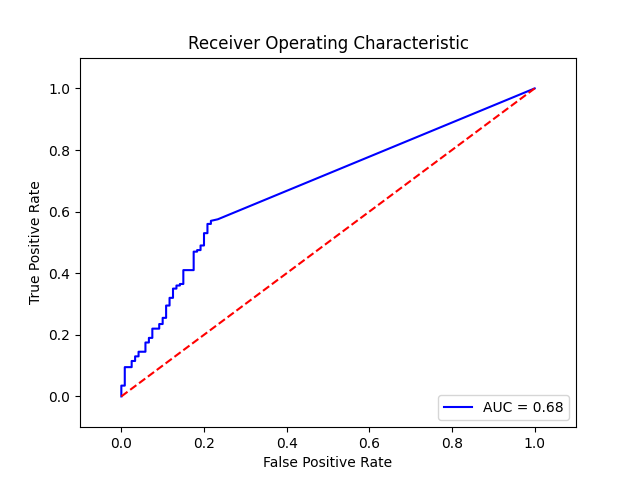 Receiver Operating Characteristic
True Positive Rate
1.0
0.8
0.6
0.4
0.2
0.0
AUC = 0.68
0.0 0.2 0.4 0.6 0.8 1.0
False Positive Rate